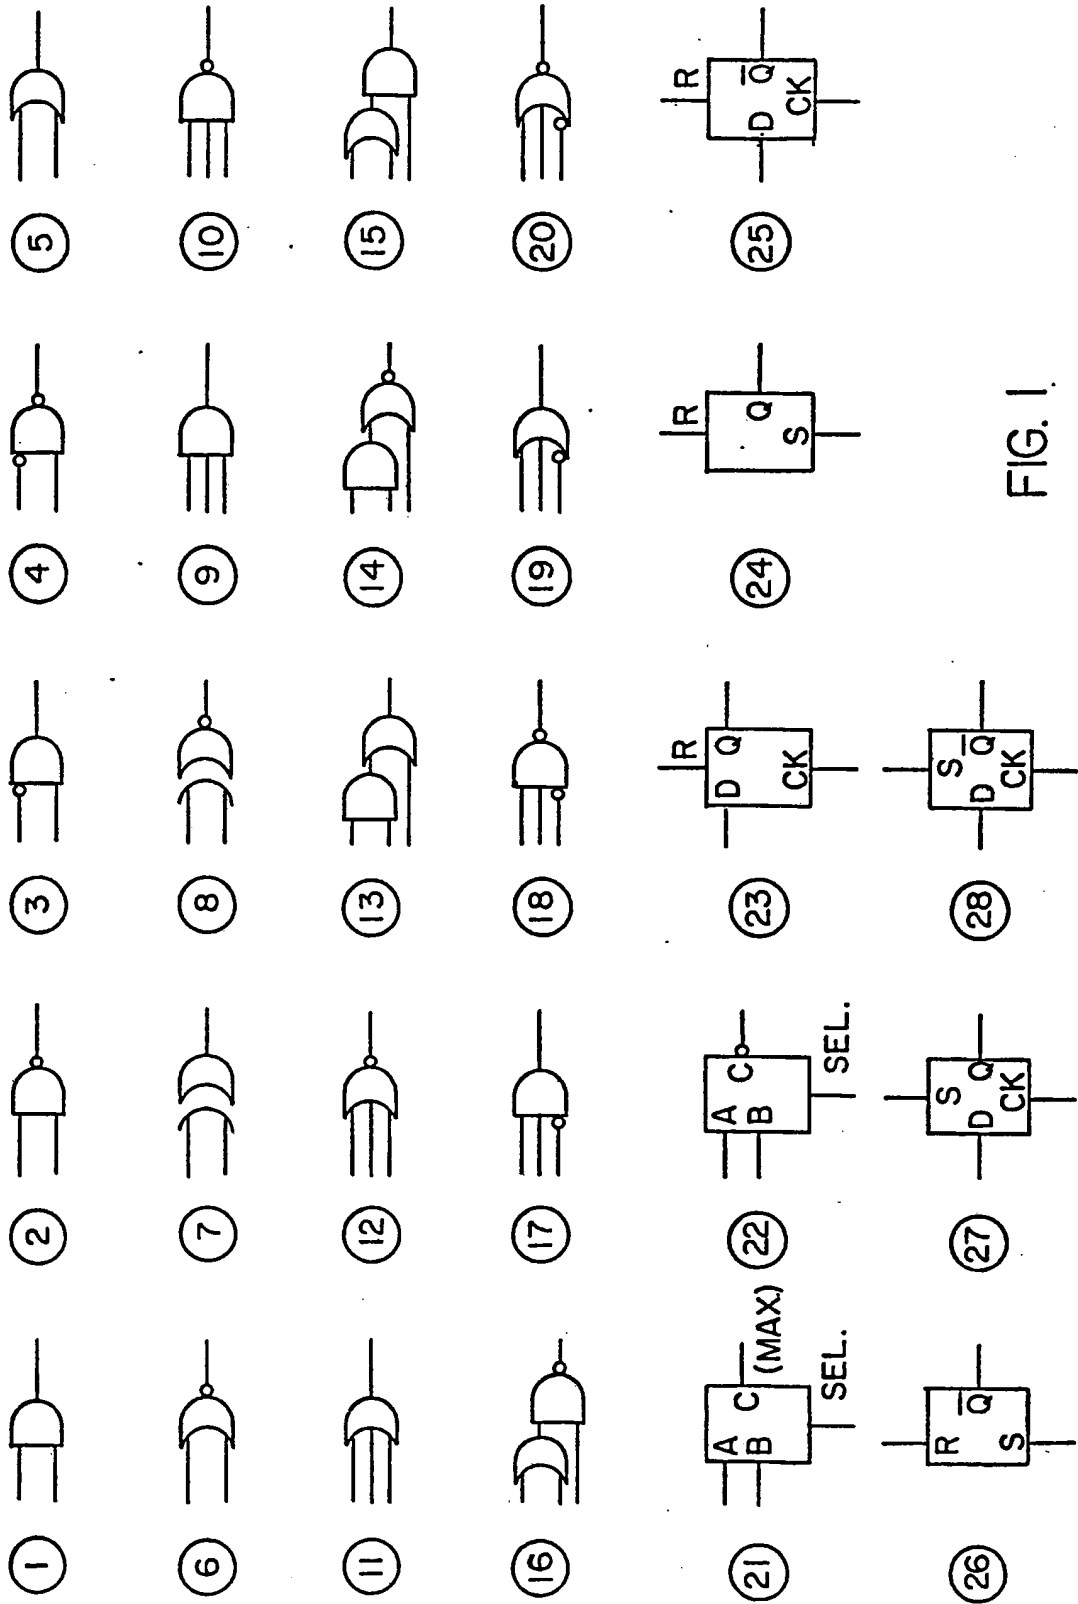 1
2
3
4
5
6
7
8
9
10
11
12
13
14
15
16
17
18
19
20
21
A
B
C
(MAX)
SEL.
22
A
B
C
SEL.
23
R
D Q
CK
24
R
Q
S
25
R
D Q̅
CK
26
R
Q̅
S
27
S
D Q
CK
28
S
D Q̅
CK
FIG. 1.